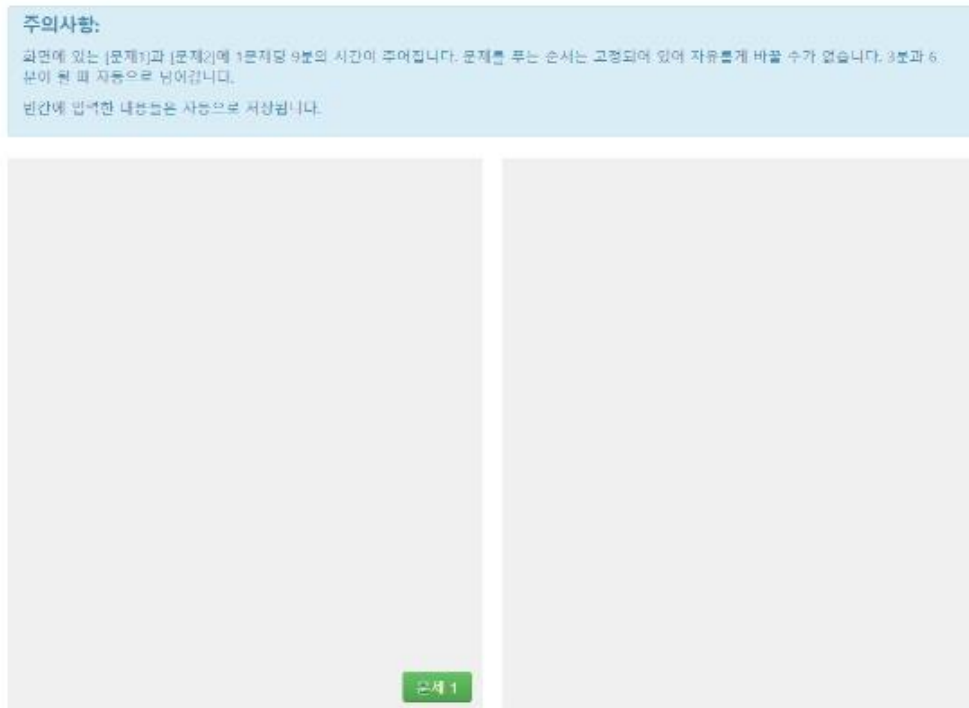 주의사항:
화면에 있는 [문제1]과 [문제2]에 1문제당 9분의 시간이 주어집니다. 문제를 푸는 순서는 고정되어 있어 자유롭게 바꿀 수가 없습니다. 3분과 6
분이 될 때 자동으로 넘어갑니다.
빈칸에 입력한 내용들은 자동으로 저장됩니다.
문제 1